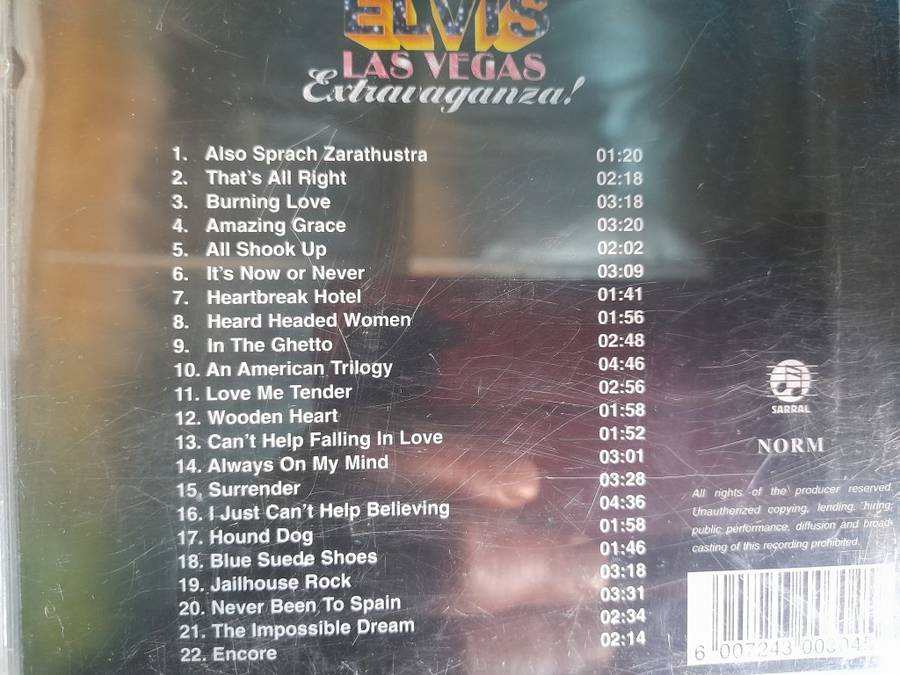 ELVIS
LAS VEGAS
Extravaganza!
1. Also Sprach Zarathustra 01:20
2. That's All Right 02:18
3. Burning Love 03:18
4. Amazing Grace 03:20
5. All Shook Up 02:02
6. It's Now or Never 03:09
7. Heartbreak Hotel 01:41
8. Heard Headed Women 01:56
9. In The Ghetto 02:48
10. An American Trilogy 04:46
11. Love Me Tender 02:56
12. Wooden Heart 01:58
13. Can't Help Falling In Love 01:52
14. Always On My Mind 03:01
15. Surrender 03:28
16. I Just Can't Help Believing 04:36
17. Hound Dog 01:58
18. Blue Suede Shoes 01:46
19. Jailhouse Rock 03:18
20. Never Been To Spain 03:31
21. The Impossible Dream 02:34
22. Encore 02:14
SARRAL
NORM
All rights of the producer reserved.
Unauthorized copying, lending, hiring,
public performance, diffusion and broad-
casting of this recording prohibited.
6 007243 003045